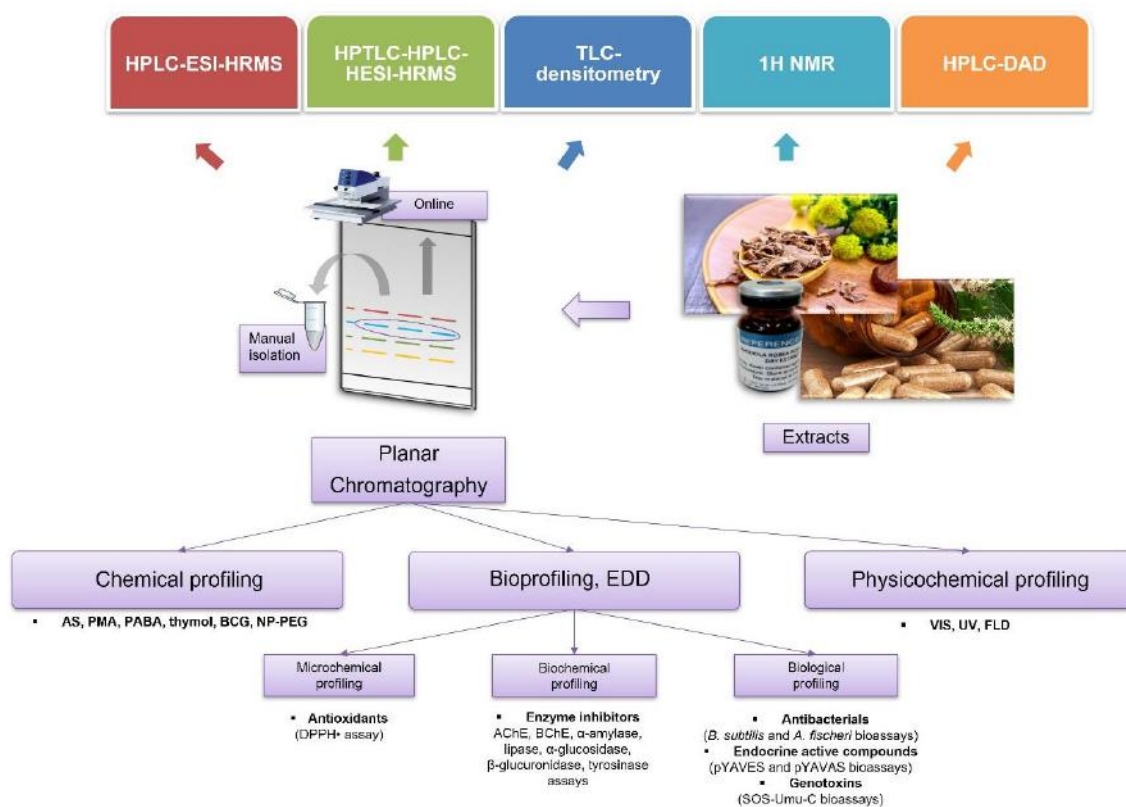 HPLC-ESI-HRMS
HPTLC-HPLC-
HESI-HRMS
TLC-
densitometry
1H NMR
HPLC-DAD
Online
Manual
isolation
REFERENCE
DRY EXTRACT
Extracts
Planar
Chromatography
Chemical profiling
Bioprofiling, EDD
Physicochemical profiling
▪ AS, PMA, PABA, thymol, BCG, NP-PEG
▪ VIS, UV, FLD
Microchemical
profiling
Biochemical
profiling
Biological
profiling
▪ Antioxidants
(DPPH• assay)
▪ Enzyme inhibitors
AChE, BChE, α-amylase,
lipase, α-glucosidase,
β-glucuronidase, tyrosinase
assays
▪ Antibacterials
(B. subtilis and A. fischeri bioassays)
▪ Endocrine active compounds
(pYAVES and pYAVAS bioassays)
▪ Genotoxins
(SOS-Umu-C bioassays)